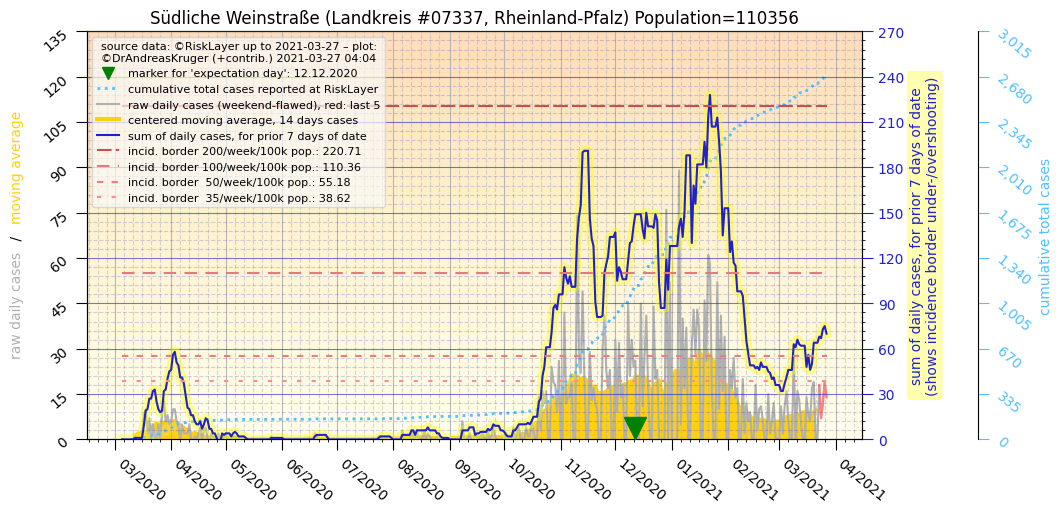 Südliche Weinstraße (Landkreis #07337, Rheinland-Pfalz) Population=110356
source data: ©RiskLayer up to 2021-03-27 – plot:
©DrAndreasKruger (+contrib.) 2021-03-27 04:04
marker for 'expectation day': 12.12.2020
cumulative total cases reported at RiskLayer
raw daily cases (weekend-flawed), red: last 5
centered moving average, 14 days cases
sum of daily cases, for prior 7 days of date
incid. border 200/week/100k pop.: 220.71
incid. border 100/week/100k pop.: 110.36
incid. border  50/week/100k pop.: 55.18
incid. border  35/week/100k pop.: 38.62
raw daily cases  /  moving average
135
120
105
90
75
60
45
30
15
0
03/2020
04/2020
05/2020
06/2020
07/2020
08/2020
09/2020
10/2020
11/2020
12/2020
01/2021
02/2021
03/2021
04/2021
270
240
210
180
150
120
90
60
30
0
sum of daily cases, for prior 7 days of date
(shows incidence border under-/overshooting)
3,015
2,680
2,345
2,010
1,675
1,340
1,005
670
335
0
cumulative total cases